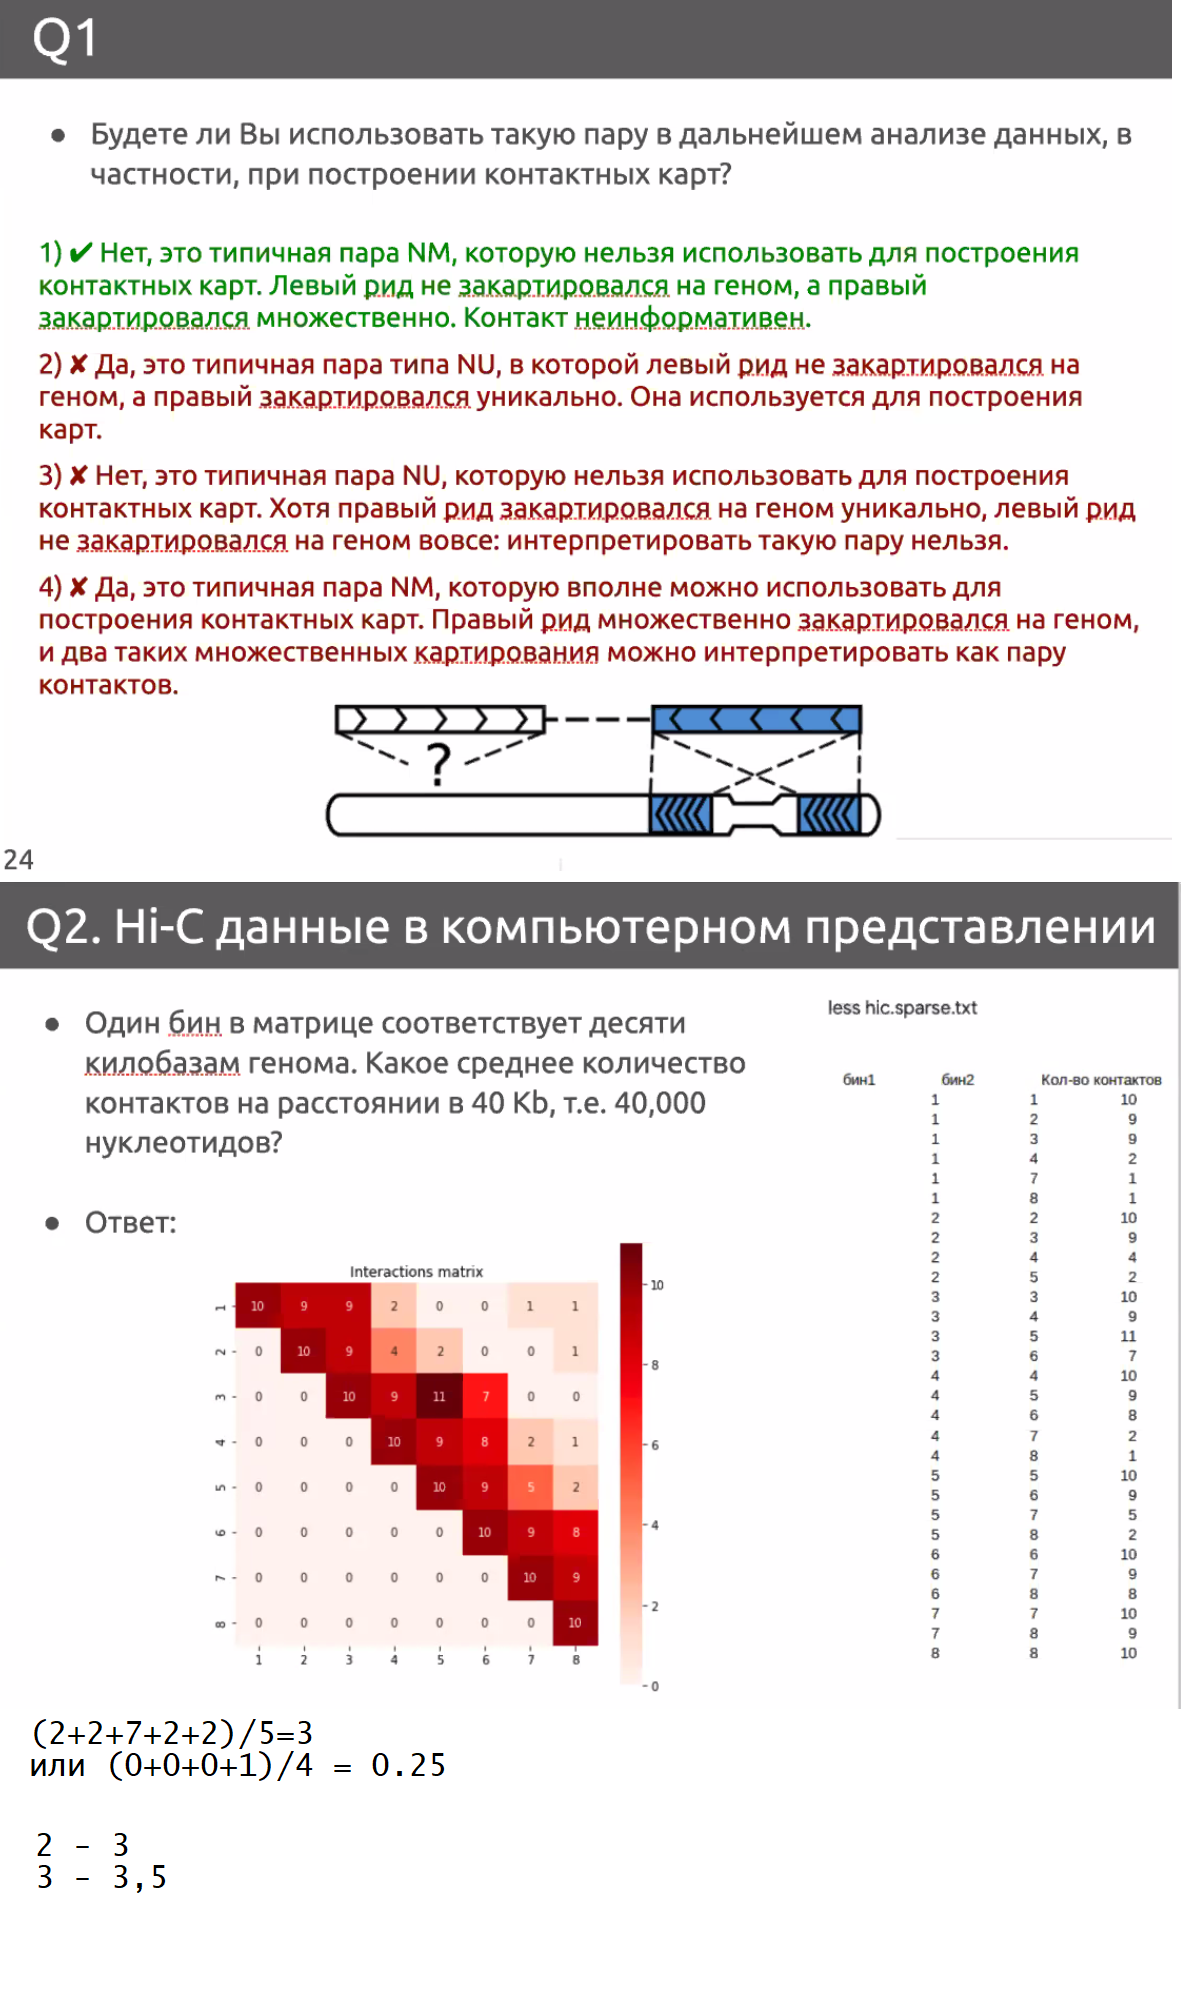 Q1
● Будете ли Вы использовать такую пару в дальнейшем анализе данных, в
частности, при построении контактных карт?
1) ✔ Нет, это типичная пара NM, которую нельзя использовать для построения
контактных карт. Левый рид не закартировался на геном, а правый
закартировался множественно. Контакт неинформативен.
2) ✘ Да, это типичная пара типа NU, в которой левый рид не закартировался на
геном, а правый закартировался уникально. Она используется для построения
карт.
3) ✘ Нет, это типичная пара NU, которую нельзя использовать для построения
контактных карт. Хотя правый рид закартировался на геном уникально, левый рид
не закартировался на геном вовсе: интерпретировать такую пару нельзя.
4) ✘ Да, это типичная пара NM, которую вполне можно использовать для
построения контактных карт. Правый рид множественно закартировался на геном,
и два таких множественных картирования можно интерпретировать как пару
контактов.
?
24
Q2. Hi-C данные в компьютерном представлении
● Один бин в матрице соответствует десяти
килобазам генома. Какое среднее количество
контактов на расстоянии в 40 Kb, т.е. 40,000
нуклеотидов?
● Ответ:
less hic.sparse.txt
бин1 бин2 Кол-во контактов
1 1 10
1 2 9
1 3 9
1 4 2
1 7 1
1 8 1
2 2 10
2 3 9
2 4 4
2 5 2
3 3 10
3 4 9
3 5 11
3 6 7
4 4 10
4 5 9
4 6 8
4 7 2
4 8 1
5 5 10
5 6 9
5 7 5
5 8 2
6 6 10
6 7 9
6 8 8
7 7 10
7 8 9
8 8 10
Interactions matrix
1 10 9 9 2 0 0 1 1
2 0 10 9 4 2 0 0 1
3 0 0 10 9 11 7 0 0
4 0 0 0 10 9 8 2 1
5 0 0 0 0 10 9 5 2
6 0 0 0 0 0 10 9 8
7 0 0 0 0 0 0 10 9
8 0 0 0 0 0 0 0 10
1 2 3 4 5 6 7 8
10
8
6
4
2
0
(2+2+7+2+2)/5=3
или (0+0+0+1)/4 = 0.25
2 - 3
3 - 3,5